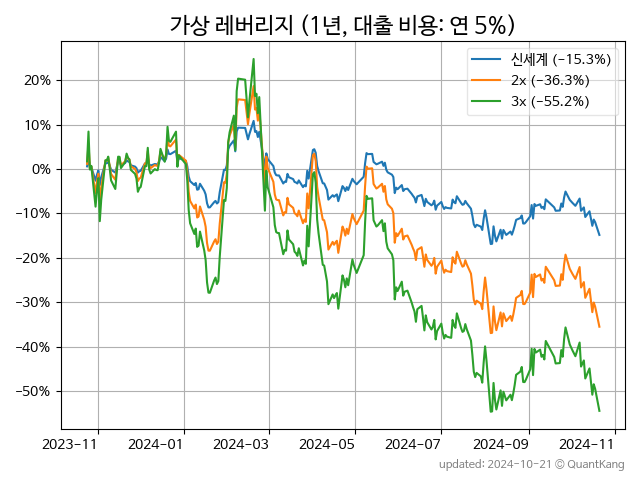 가상 레버리지 (1년, 대출 비용: 연 5%)
신세계 (-15.3%)
2x (-36.3%)
3x (-55.2%)
20%
10%
0%
-10%
-20%
-30%
-40%
-50%
2023-11 2024-01 2024-03 2024-05 2024-07 2024-09 2024-11
updated: 2024-10-21 © QuantKang